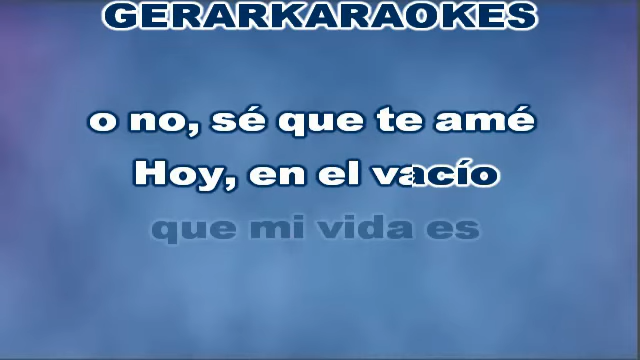 GERARKARAOKES
o no, sé que te amé
Hoy, en el vacío
que mi vida es